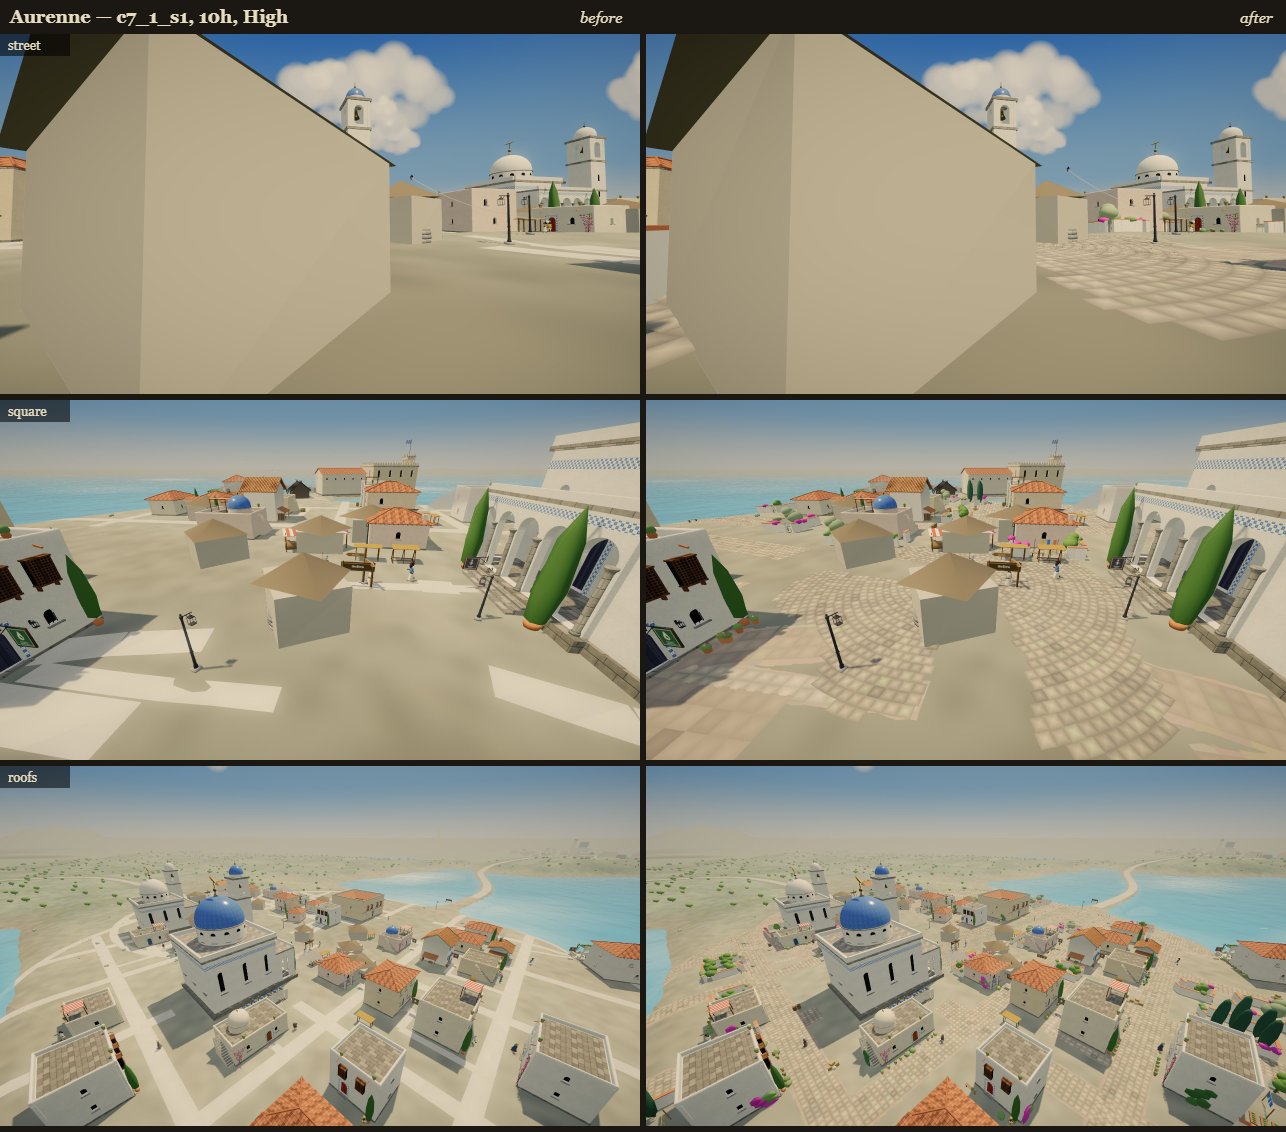 Aurenne — c7_1_s1, 10h, High
before
after
street
square
roofs